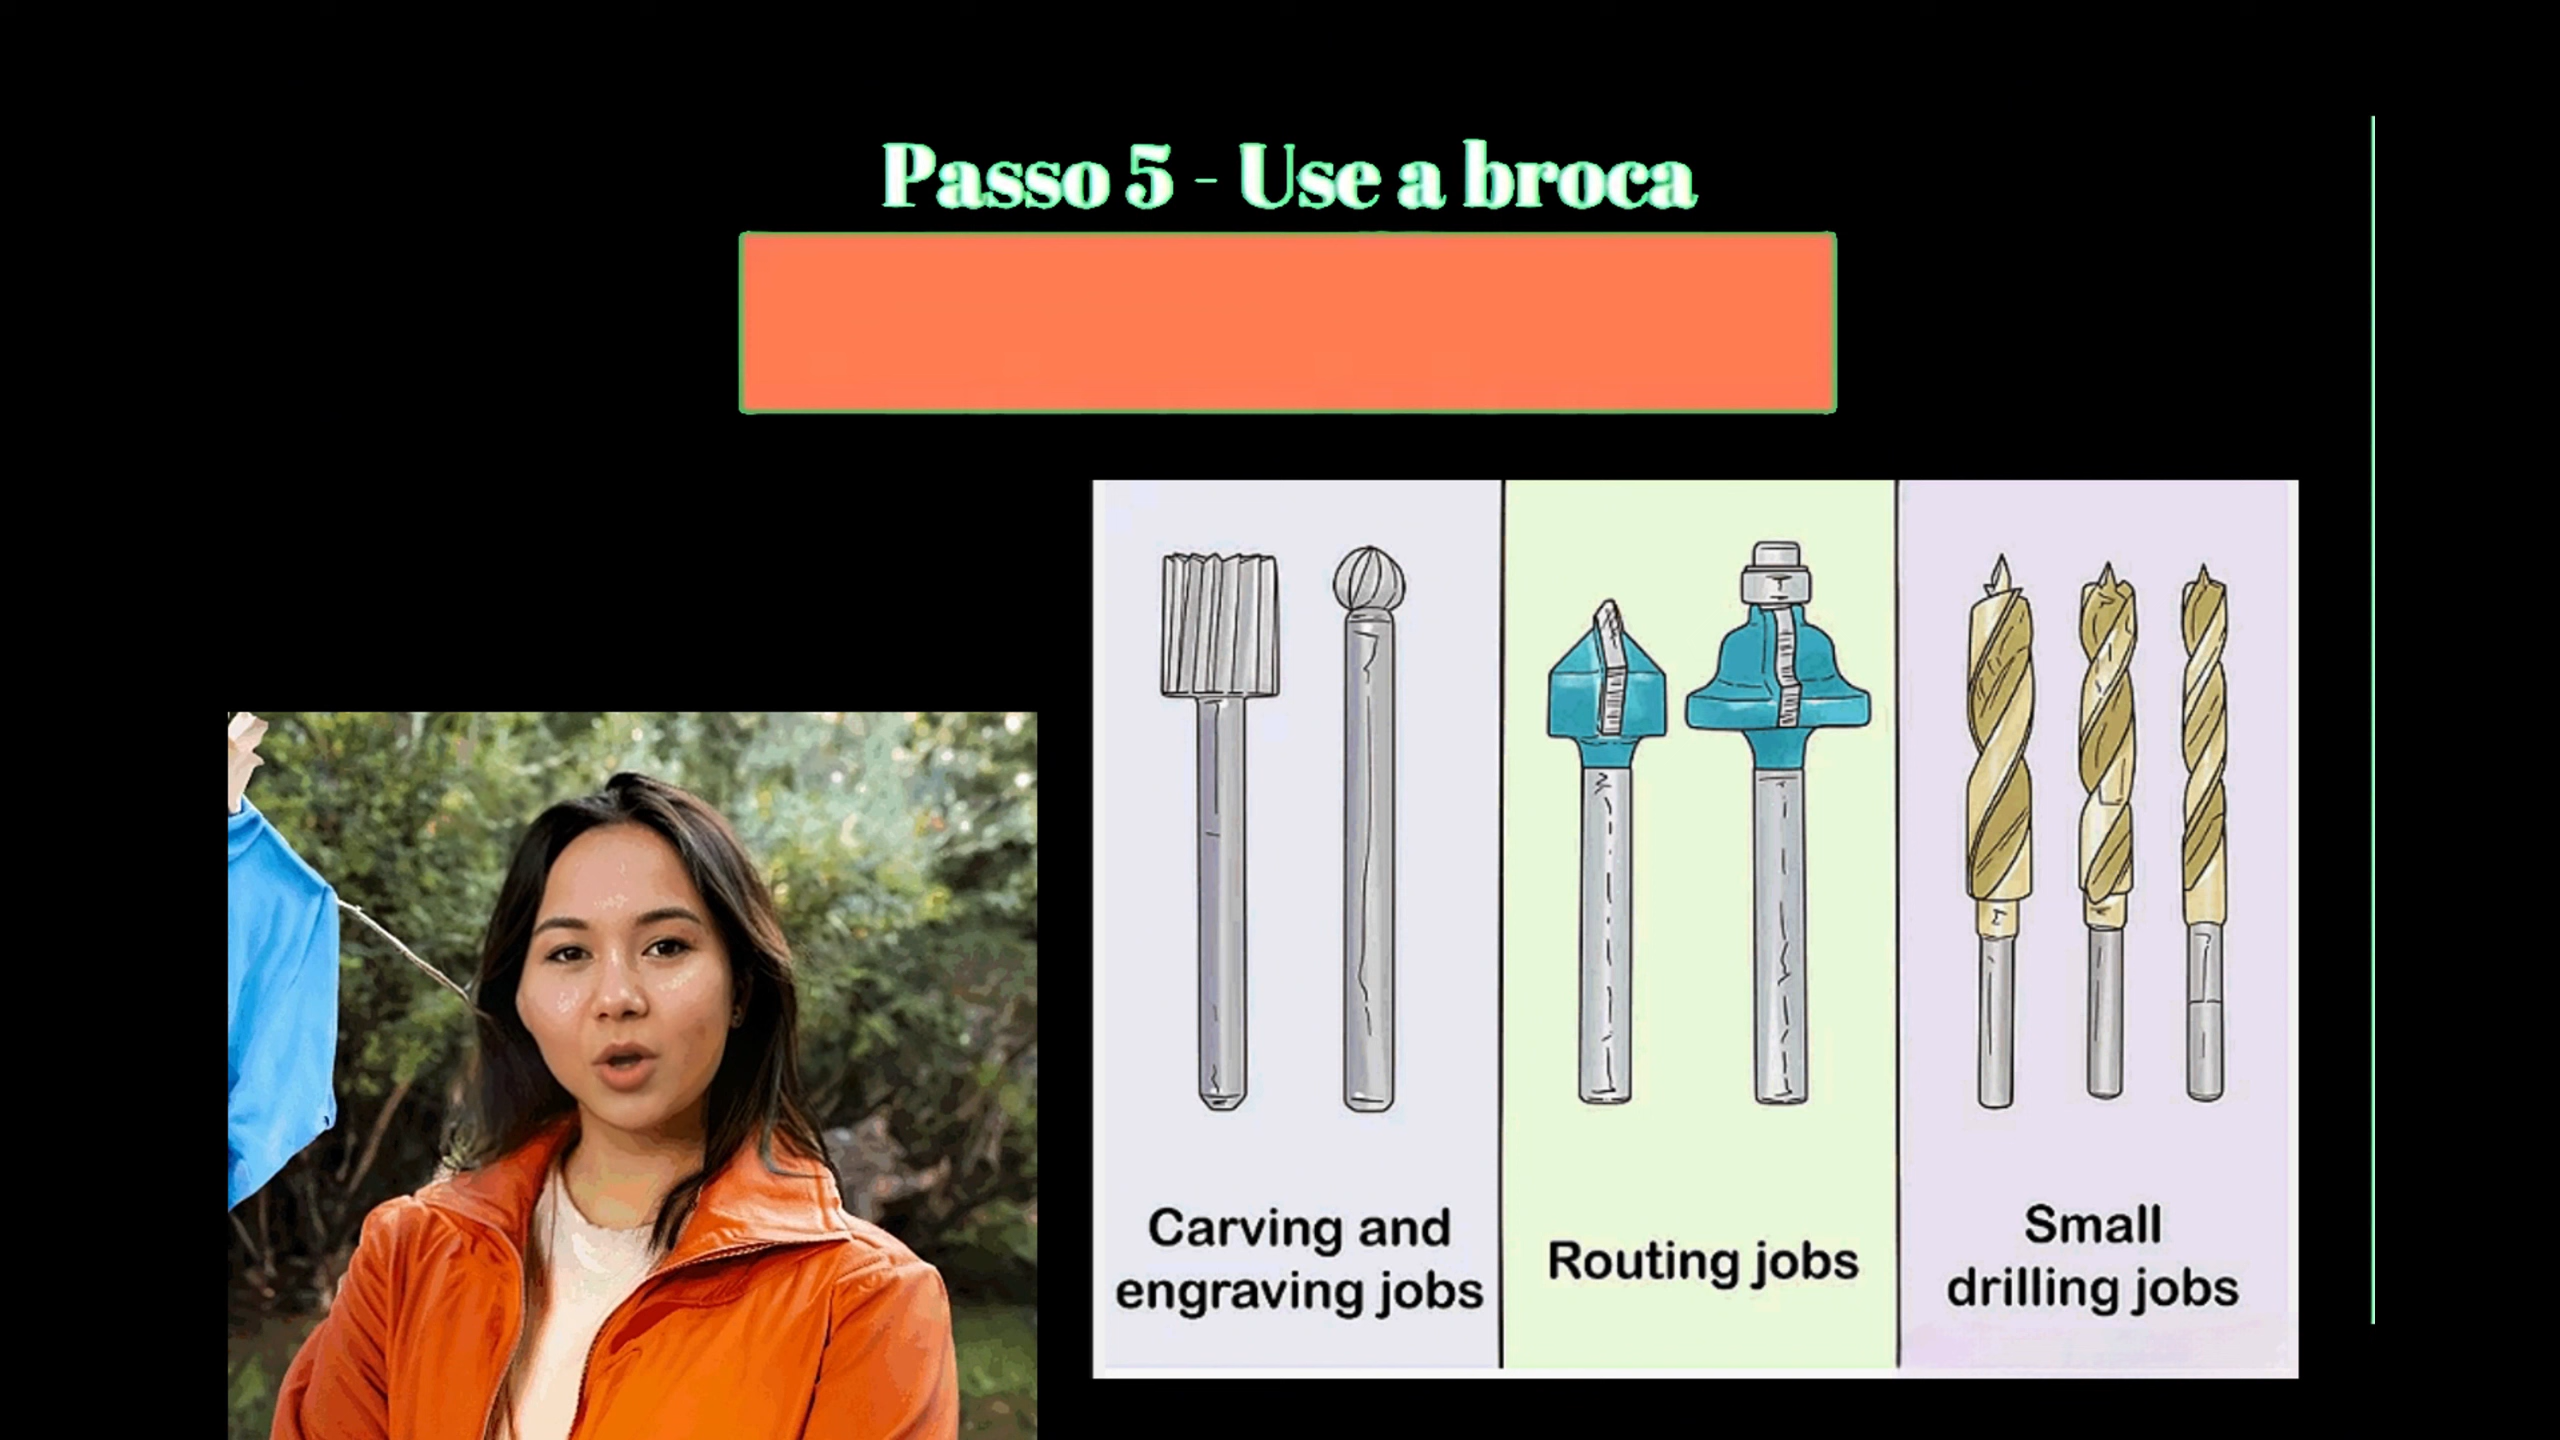 Passo 5 - Use a broca
Carving and
engraving jobs
Routing jobs
Small
drilling jobs